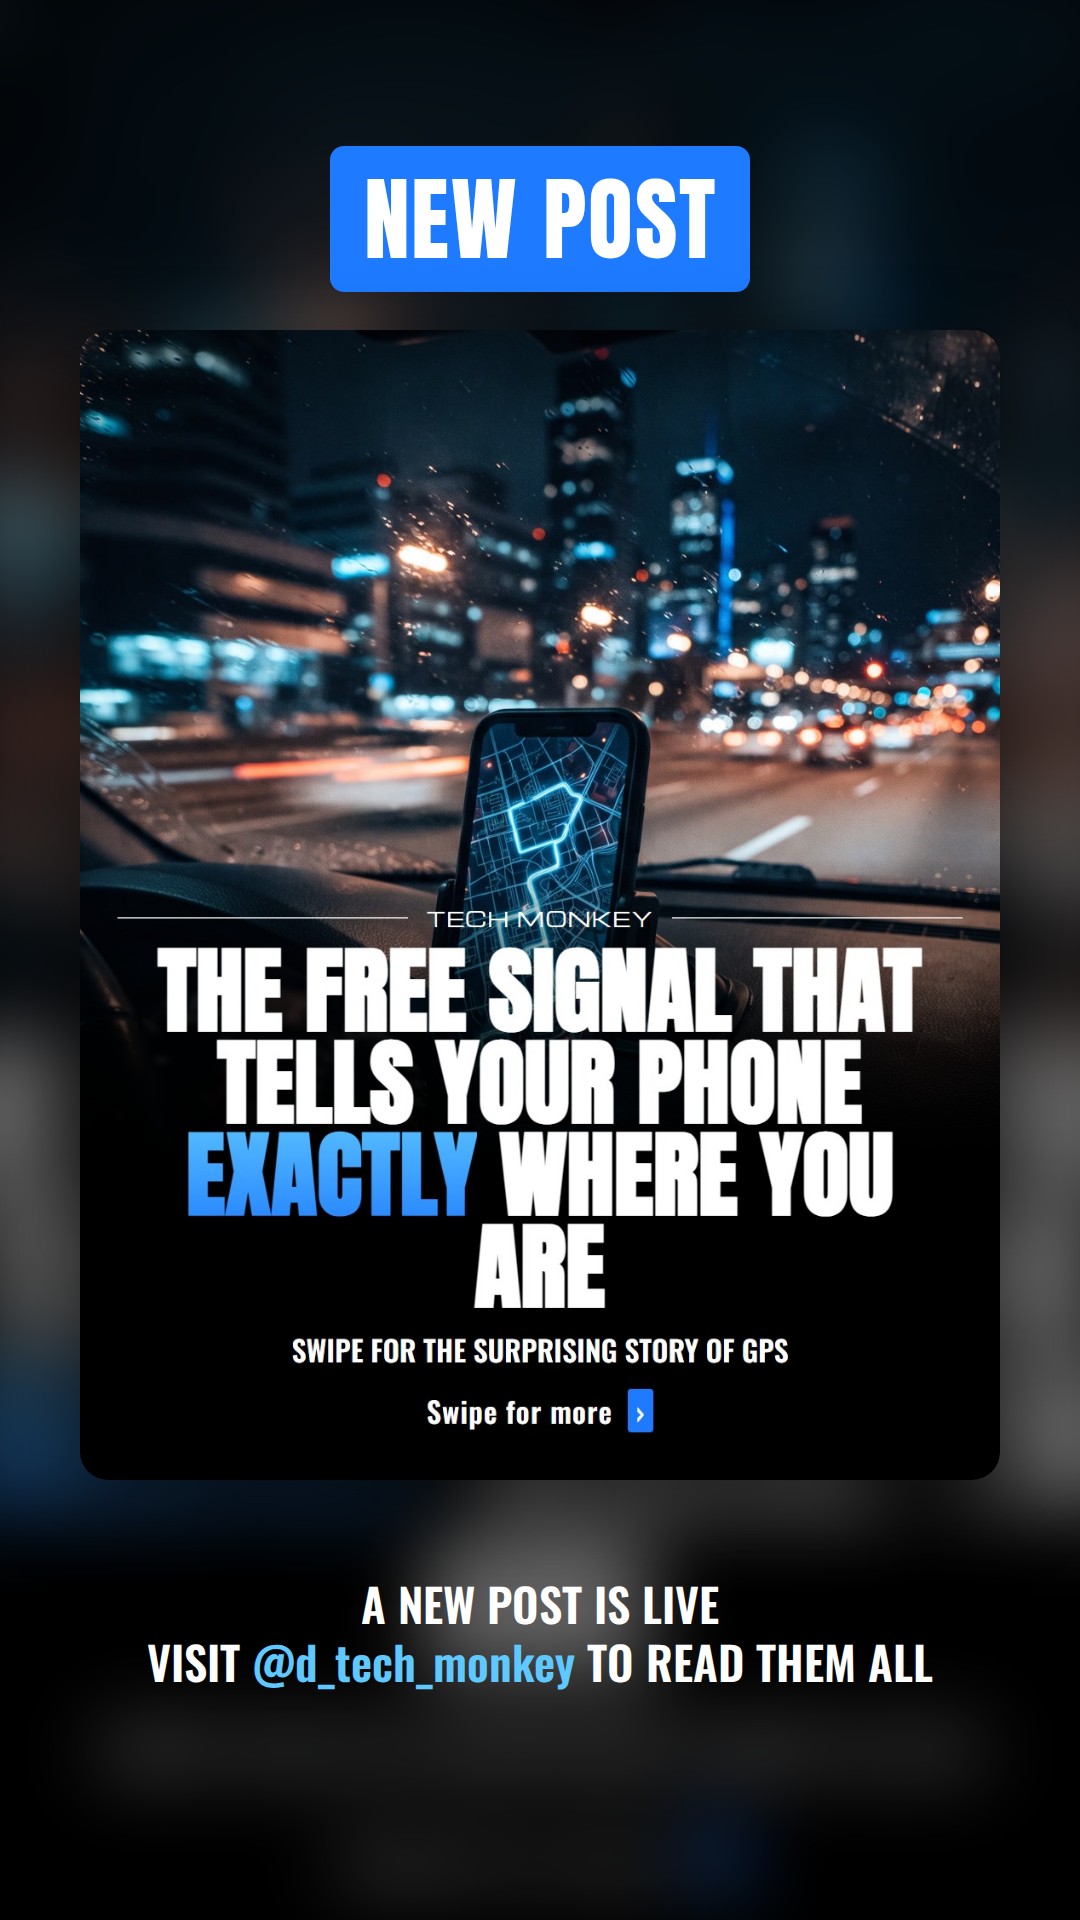 NEW POST
TECH MONKEY
THE FREE SIGNAL THAT
TELLS YOUR PHONE
EXACTLY WHERE YOU
ARE
SWIPE FOR THE SURPRISING STORY OF GPS
Swipe for more ›
A NEW POST IS LIVE
VISIT @d_tech_monkey TO READ THEM ALL